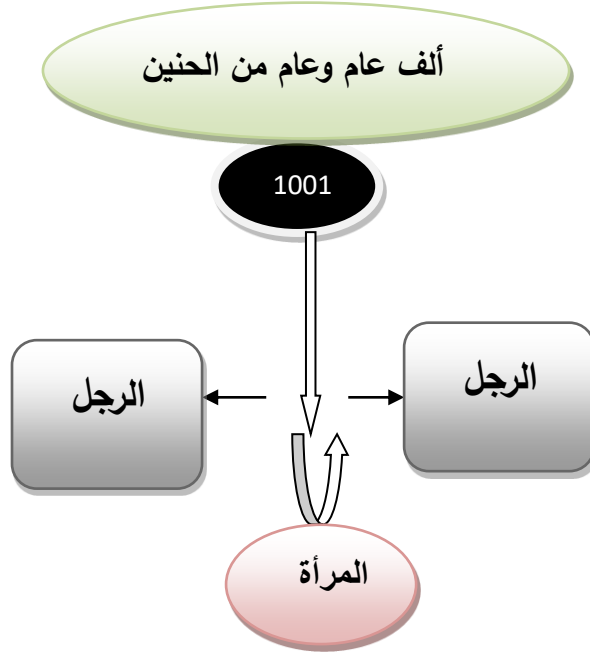 ألف عام وعام من الحنين
1001
الرجل
الرجل
المرأة